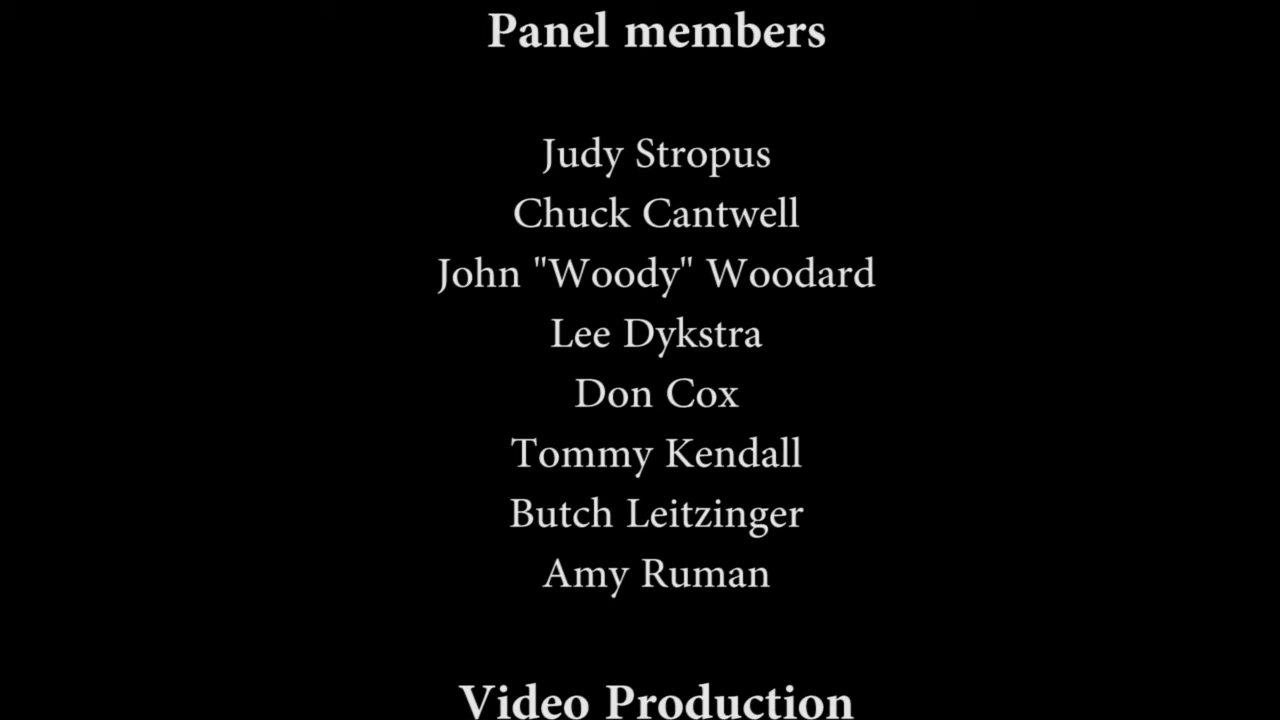 Panel members
Judy Stropus
Chuck Cantwell
John "Woody" Woodard
Lee Dykstra
Don Cox
Tommy Kendall
Butch Leitzinger
Amy Ruman
Video Production